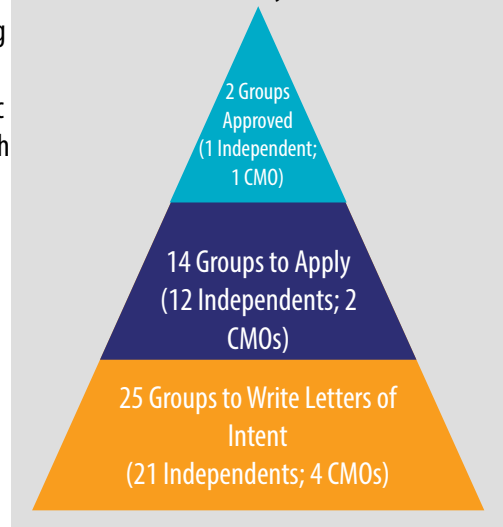 2 Groups
Approved
(1 Independent;
1 CMO)
14 Groups to Apply
(12 Independents; 2
CMOs)
25 Groups to Write Letters of
Intent
(21 Independents; 4 CMOs)